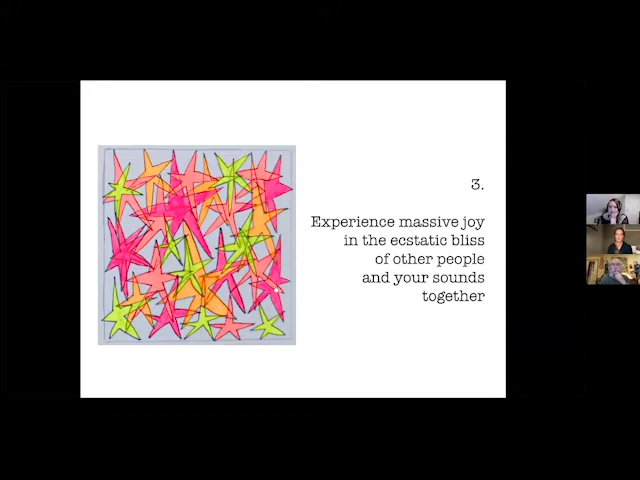 3.
Experience massive joy
in the ecstatic bliss
of other people
and your sounds
together